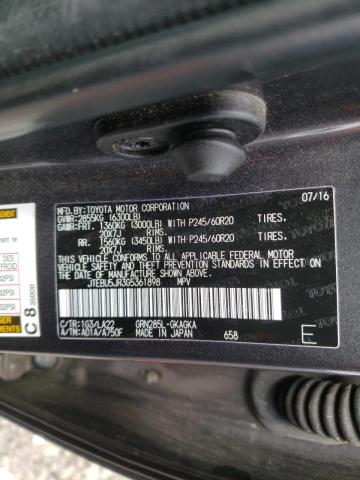 MFD.BY:TOYOTA MOTOR CORPORATION 07/16
GVWR:2855KG (6300LB)
GAWR:FRT. 1360KG (3000LB) WITH P245/60R20 TIRES.
20X7J RIMS.
RR. 1560KG (3450LB) WITH P245/60R20 TIRES.
20X7J RIMS.
THIS VEHICLE CONFORMS TO ALL APPLICABLE FEDERAL MOTOR
VEHICLE SAFETY, BUMPER, AND THEFT PREVENTION STANDARDS
IN EFFECT ON THE DATE OF MANUFACTURE SHOWN ABOVE.
JTEBU5JR3G5361898 MPV
C/TR:1G3/LA22 GRN285L-GKAGKA
A/TM:A01A/A750F MADE IN JAPAN 658 E
C 8 39B00